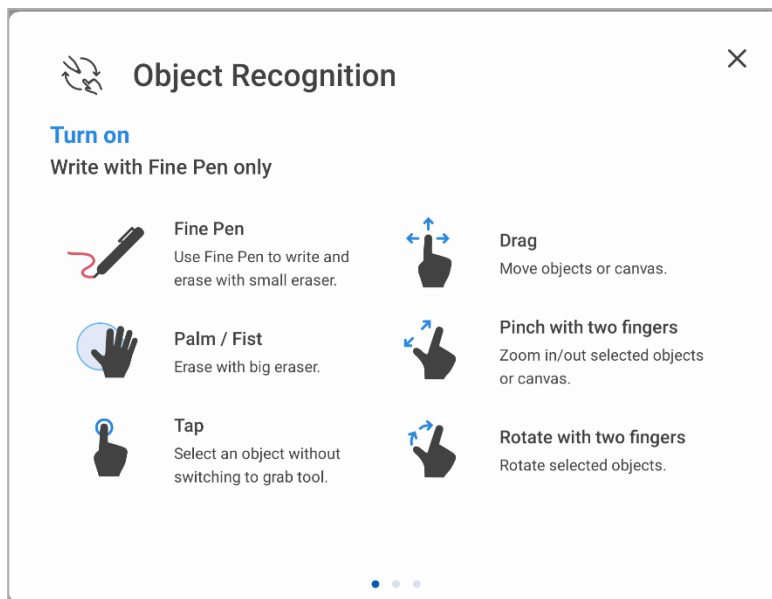 Object Recognition
Turn on
Write with Fine Pen only
Fine Pen
Use Fine Pen to write and
erase with small eraser.
Palm / Fist
Erase with big eraser.
Tap
Select an object without
switching to grab tool.
Drag
Move objects or canvas.
Pinch with two fingers
Zoom in/out selected objects
or canvas.
Rotate with two fingers
Rotate selected objects.